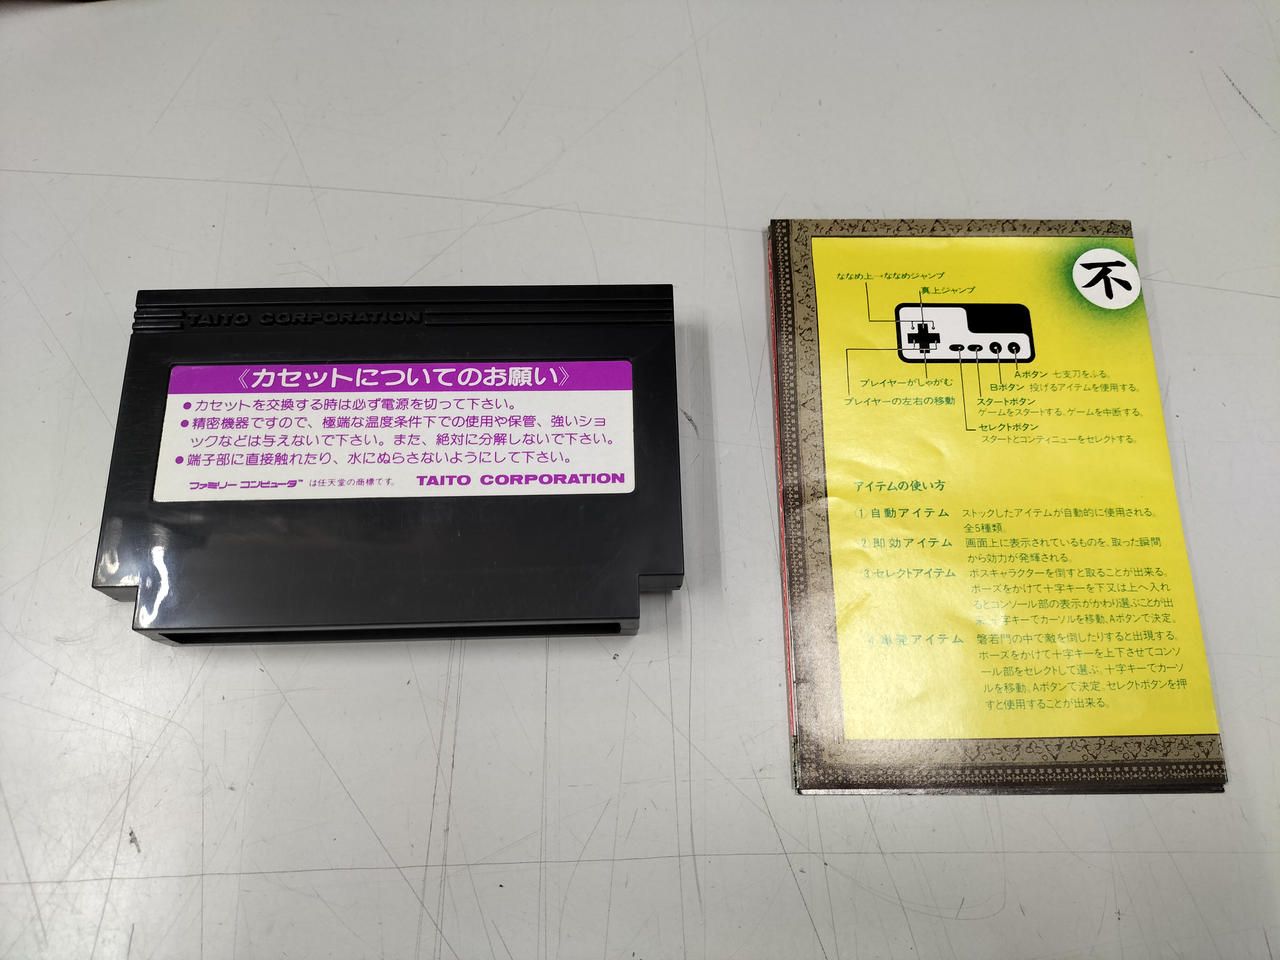 TAITO CORPORATION
《カセットについてのお願い》
●カセットを交換する時は必ず電源を切って下さい。
●精密機器ですので、極端な温度条件下での使用や保管、強いショ
ックなどは与えないで下さい。また、絶対に分解しないで下さい。
●端子部に直接触れたり、水にぬらさないようにして下さい。
ファミリーコンピュータ™ は任天堂の商標です。 TAITO CORPORATION
不
ななめ上→ななめジャンプ
真上ジャンプ
Aボタン 七支刀をふる。
プレイヤーがしゃがむ
Bボタン 投げるアイテムを使用する。
プレイヤーの左右の移動
スタートボタン
ゲームをスタートする。ゲームを中断する。
セレクトボタン
スタートとコンティニューをセレクトする。
アイテムの使い方
①自動アイテム ストックしたアイテムが自動的に使用される。
全5種類。
②即効アイテム 画面上に表示されているものを、取った瞬間
から効力が発揮される。
③セレクトアイテム ボスキャラクターを倒すと取ることが出来る。
ポーズをかけて十字キーを下又は上へ入れ
るとコンソール部の表示がかわり選ぶことが出
来、十字キーでカーソルを移動、Aボタンで決定。
④単発アイテム 磐若門の中で敵を倒したりすると出現する。
ポーズをかけて十字キーを上下させてコンソ
ール部をセレクトして選ぶ。十字キーでカーソ
ルを移動。Aボタンで決定。セレクトボタンを押
すと使用することが出来る。